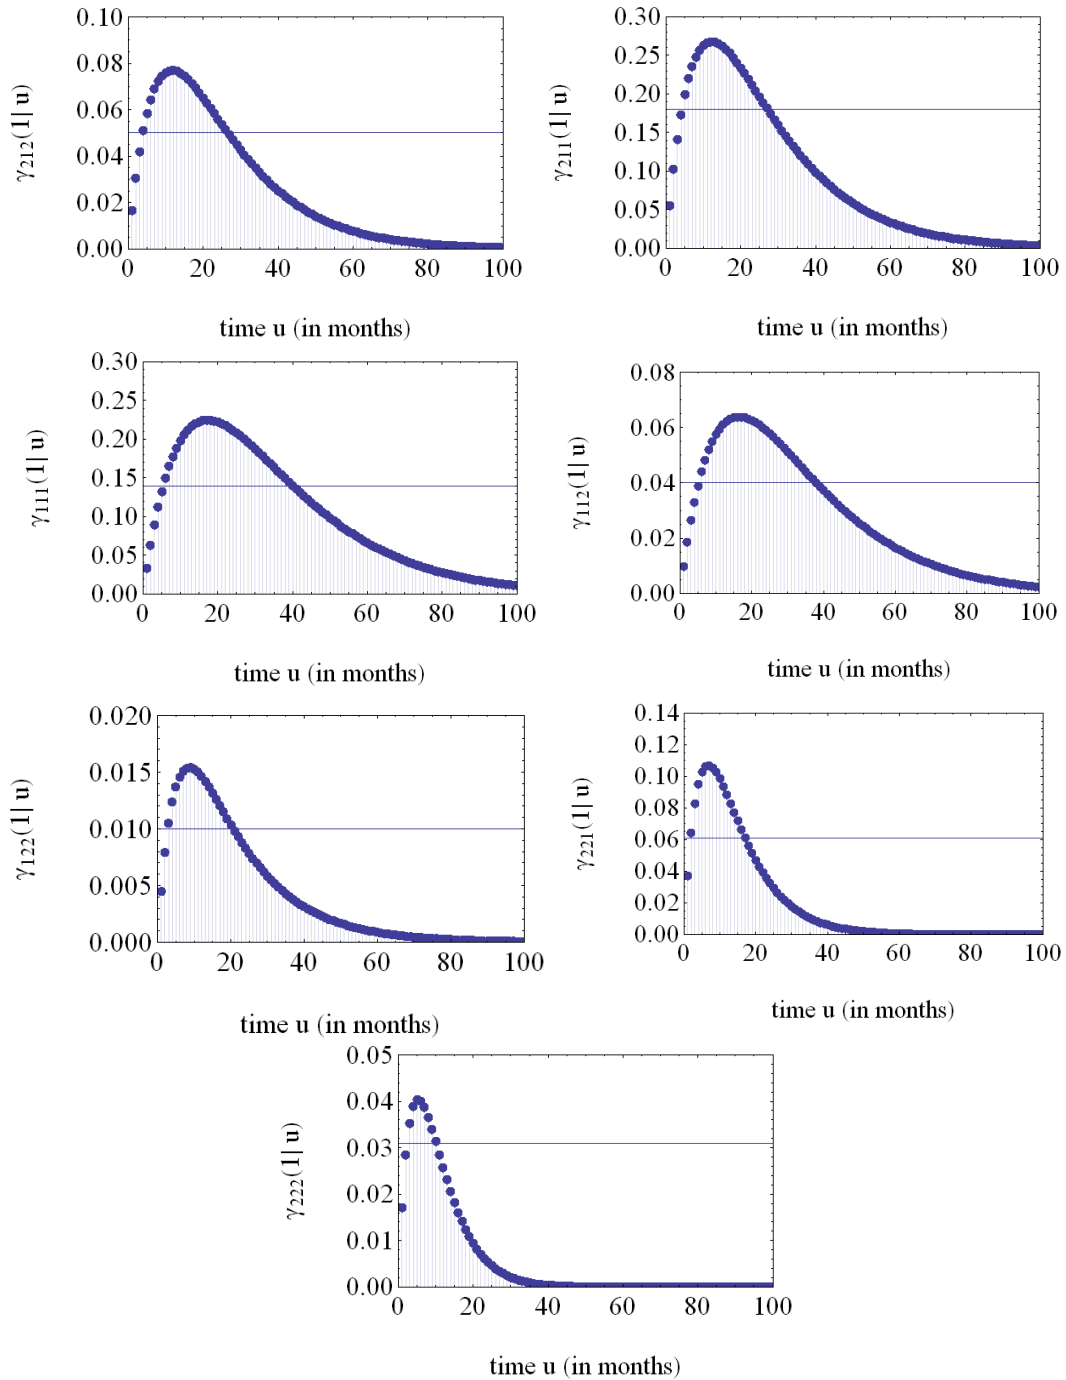 0.10
0.08
0.06
0.04
0.02
0.00
γ212(1| u)
0 20 40 60 80 100
time u (in months)
0.30
0.25
0.20
0.15
0.10
0.05
0.00
γ211(1| u)
0 20 40 60 80 100
time u (in months)
0.30
0.25
0.20
0.15
0.10
0.05
0.00
γ111(1| u)
0 20 40 60 80 100
time u (in months)
0.08
0.06
0.04
0.02
0.00
γ112(1| u)
0 20 40 60 80 100
time u (in months)
0.020
0.015
0.010
0.005
0.000
γ122(1| u)
0 20 40 60 80 100
time u (in months)
0.14
0.12
0.10
0.08
0.06
0.04
0.02
0.00
γ221(1| u)
0 20 40 60 80 100
time u (in months)
0.05
0.04
0.03
0.02
0.01
0.00
γ222(1| u)
0 20 40 60 80 100
time u (in months)